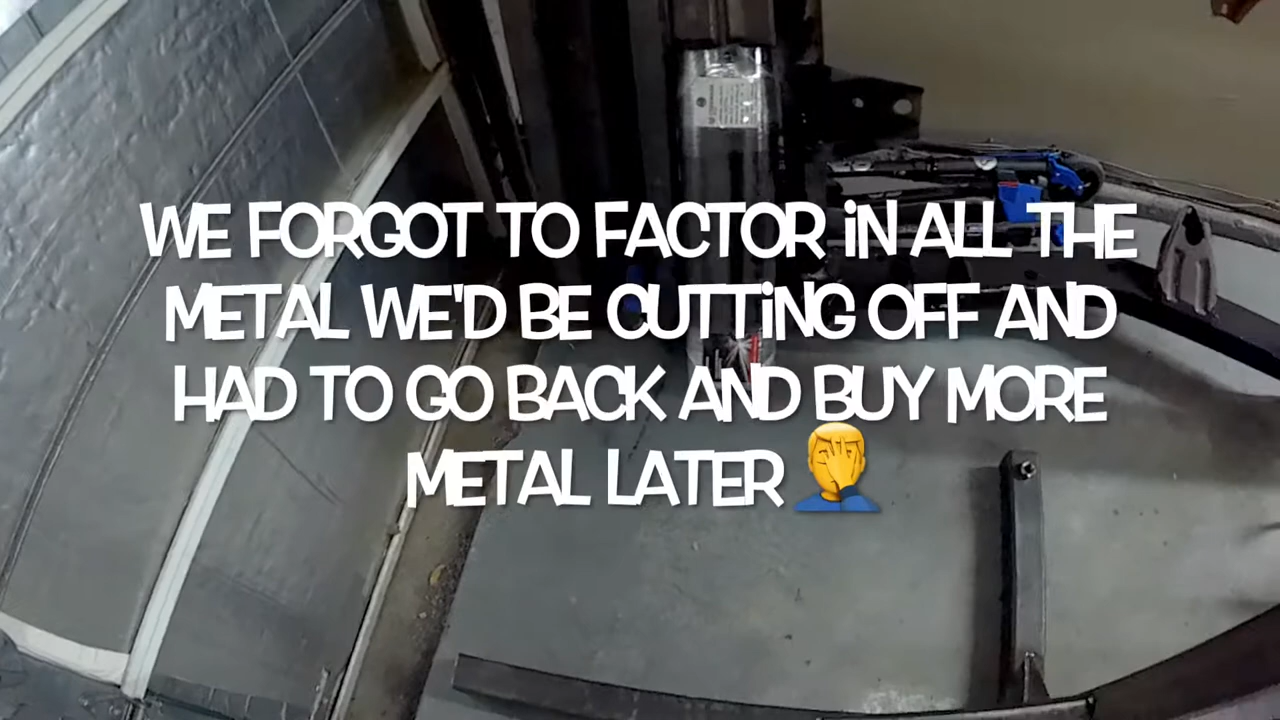 WE FORGOT TO FACTOR iN ALL THE
METAL WE'D BE CUTTiNG OFF AND
HAD TO GO BACK AND BUY MORE
METAL LATER 🤦‍♂️